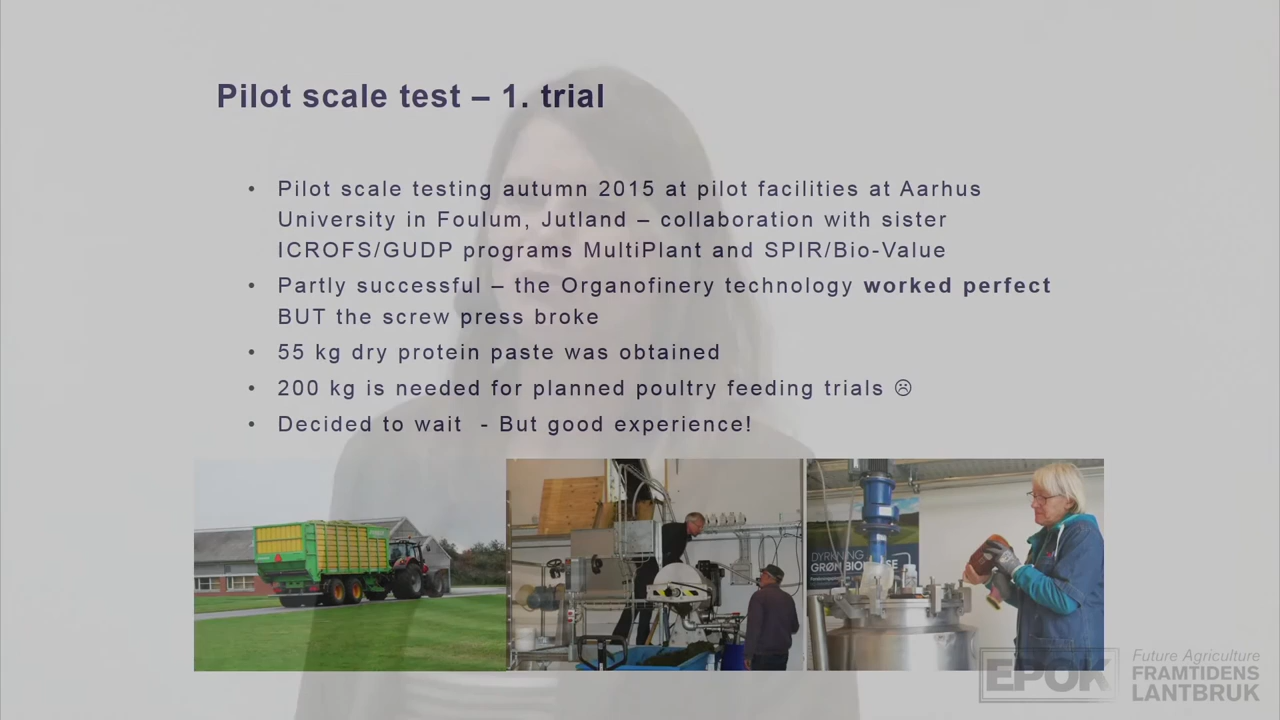 Pilot scale test – 1. trial
• Pilot scale testing autumn 2015 at pilot facilities at Aarhus
University in Foulum, Jutland – collaboration with sister
ICROFS/GUDP programs MultiPlant and SPIR/Bio-Value
• Partly successful – the Organofinery technology worked perfect
BUT the screw press broke
• 55 kg dry protein paste was obtained
• 200 kg is needed for planned poultry feeding trials ☹
• Decided to wait - But good experience!
DYRKNING
EPOK
Future Agriculture
FRAMTIDENS
LANTBRUK